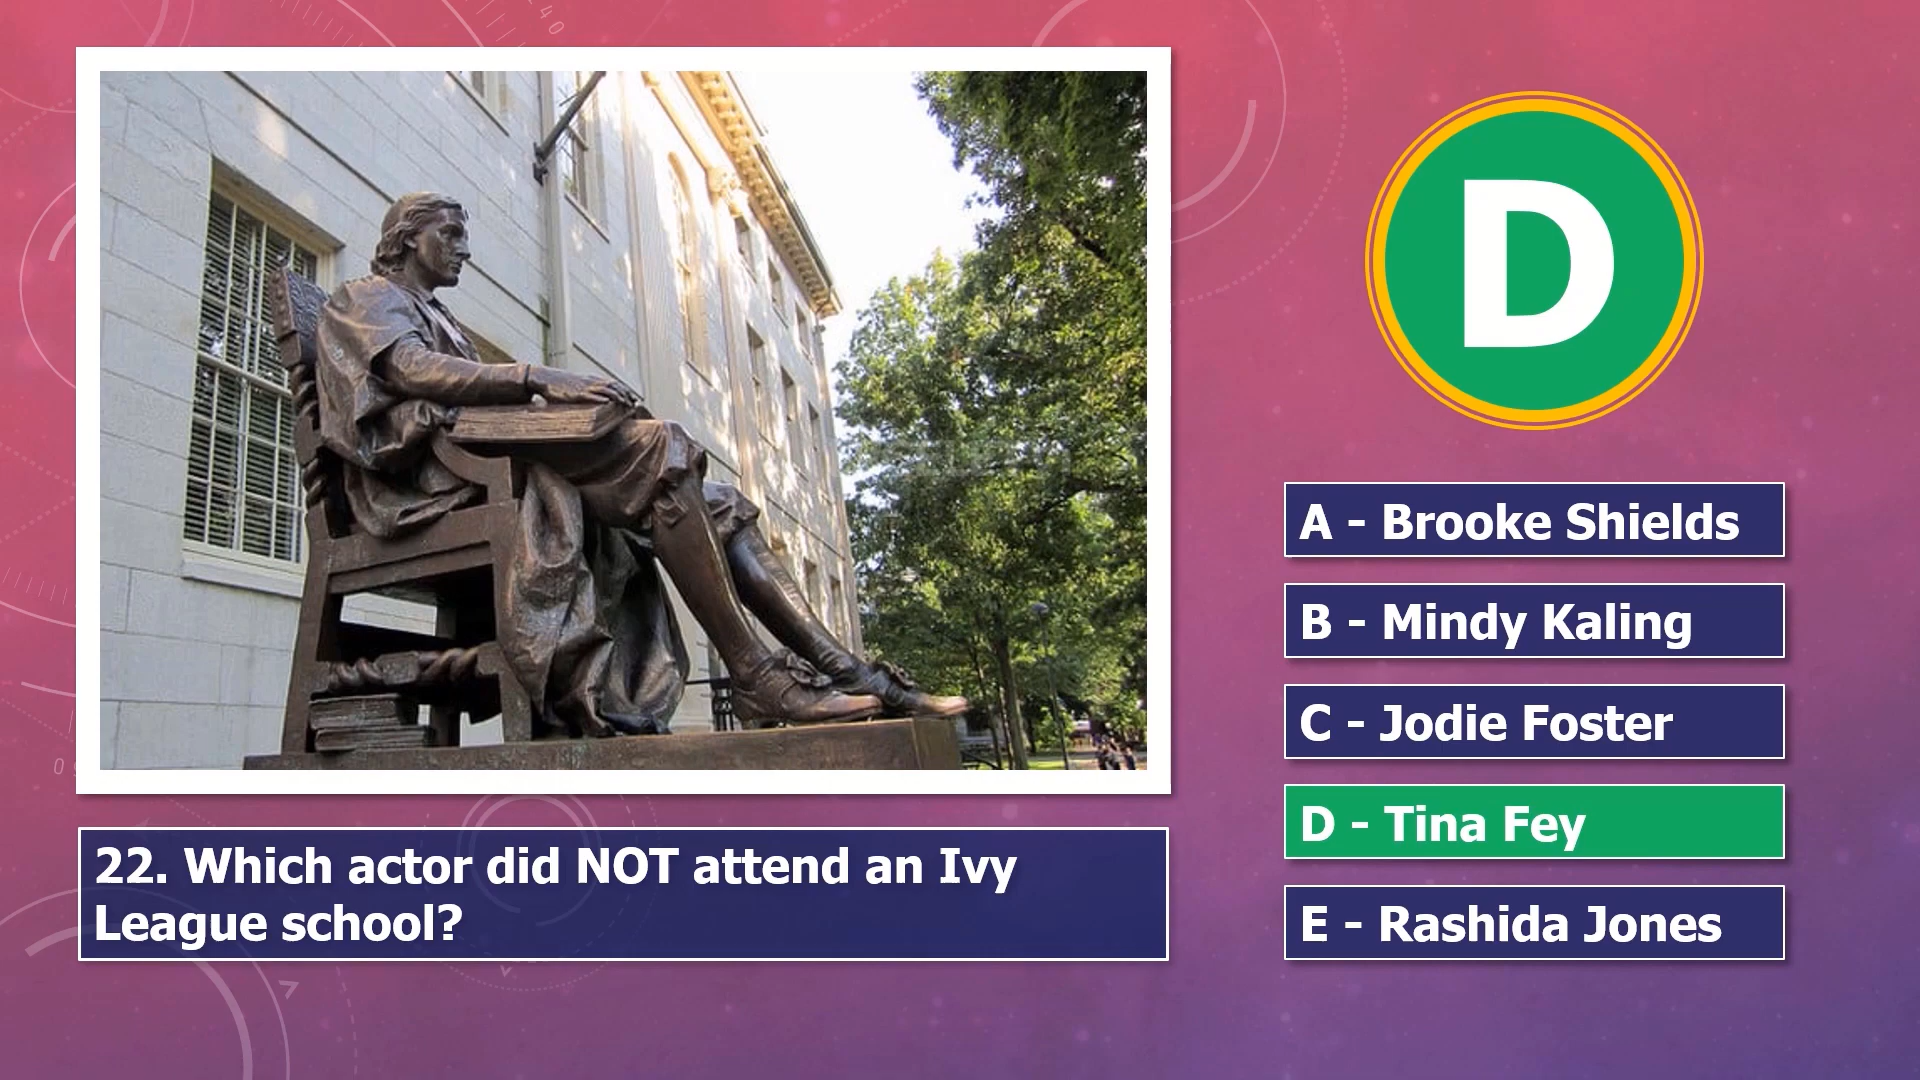 D
A - Brooke Shields
B - Mindy Kaling
C - Jodie Foster
D - Tina Fey
E - Rashida Jones
22. Which actor did NOT attend an Ivy
League school?
40